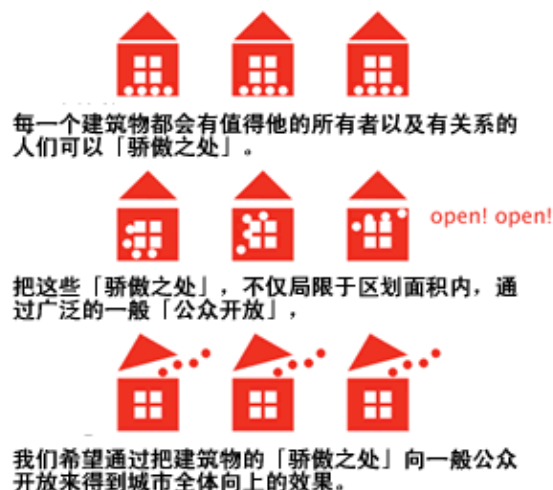 每一个建筑物都会有值得他的所有者以及有关系的
人们可以「骄傲之处」。
open! open!
把这些「骄傲之处」，不仅局限于区划面积内，通
过广泛的一般「公众开放」，
我们希望通过把建筑物的「骄傲之处」向一般公众
开放来得到城市全体向上的效果。